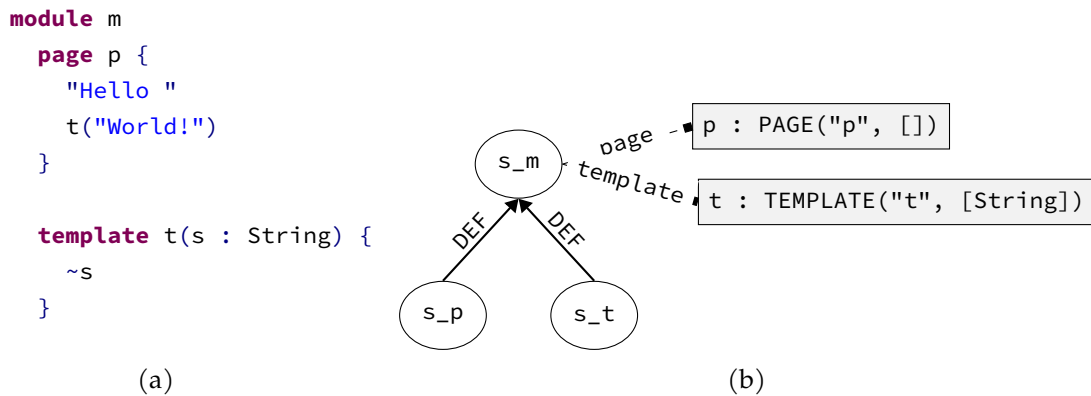 module m
page p {
"Hello "
t("World!")
}
template t(s : String) {
~s
}
(a)
s_m
page
p : PAGE("p", [])
template
t : TEMPLATE("t", [String])
DEF
DEF
s_p
s_t
(b)